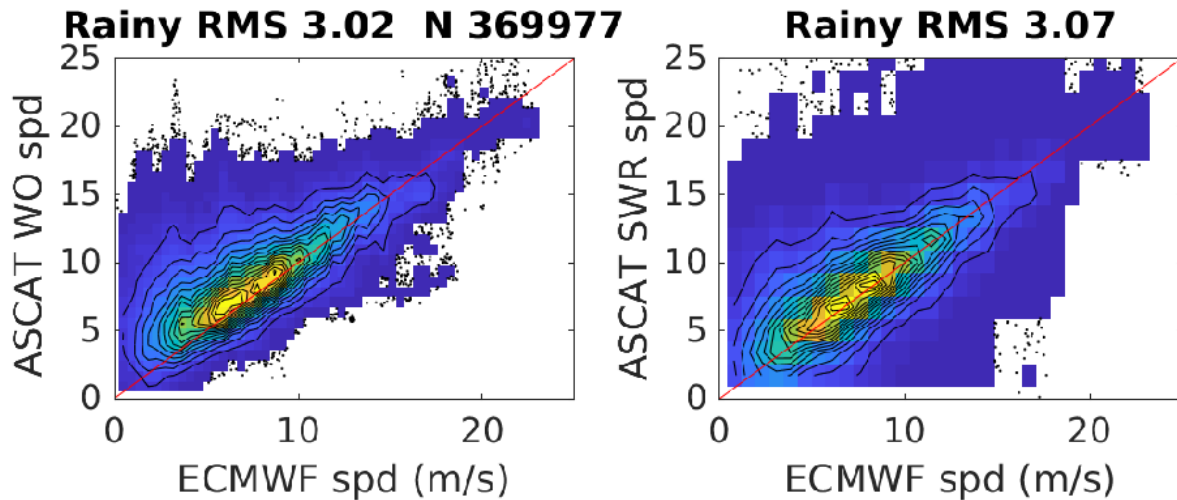 Rainy RMS 3.02 N 369977
25
20
15
10
5
0
ASCAT WO spd
0 10 20
ECMWF spd (m/s)
Rainy RMS 3.07
25
20
15
10
5
0
ASCAT SWR spd
0 10 20
ECMWF spd (m/s)